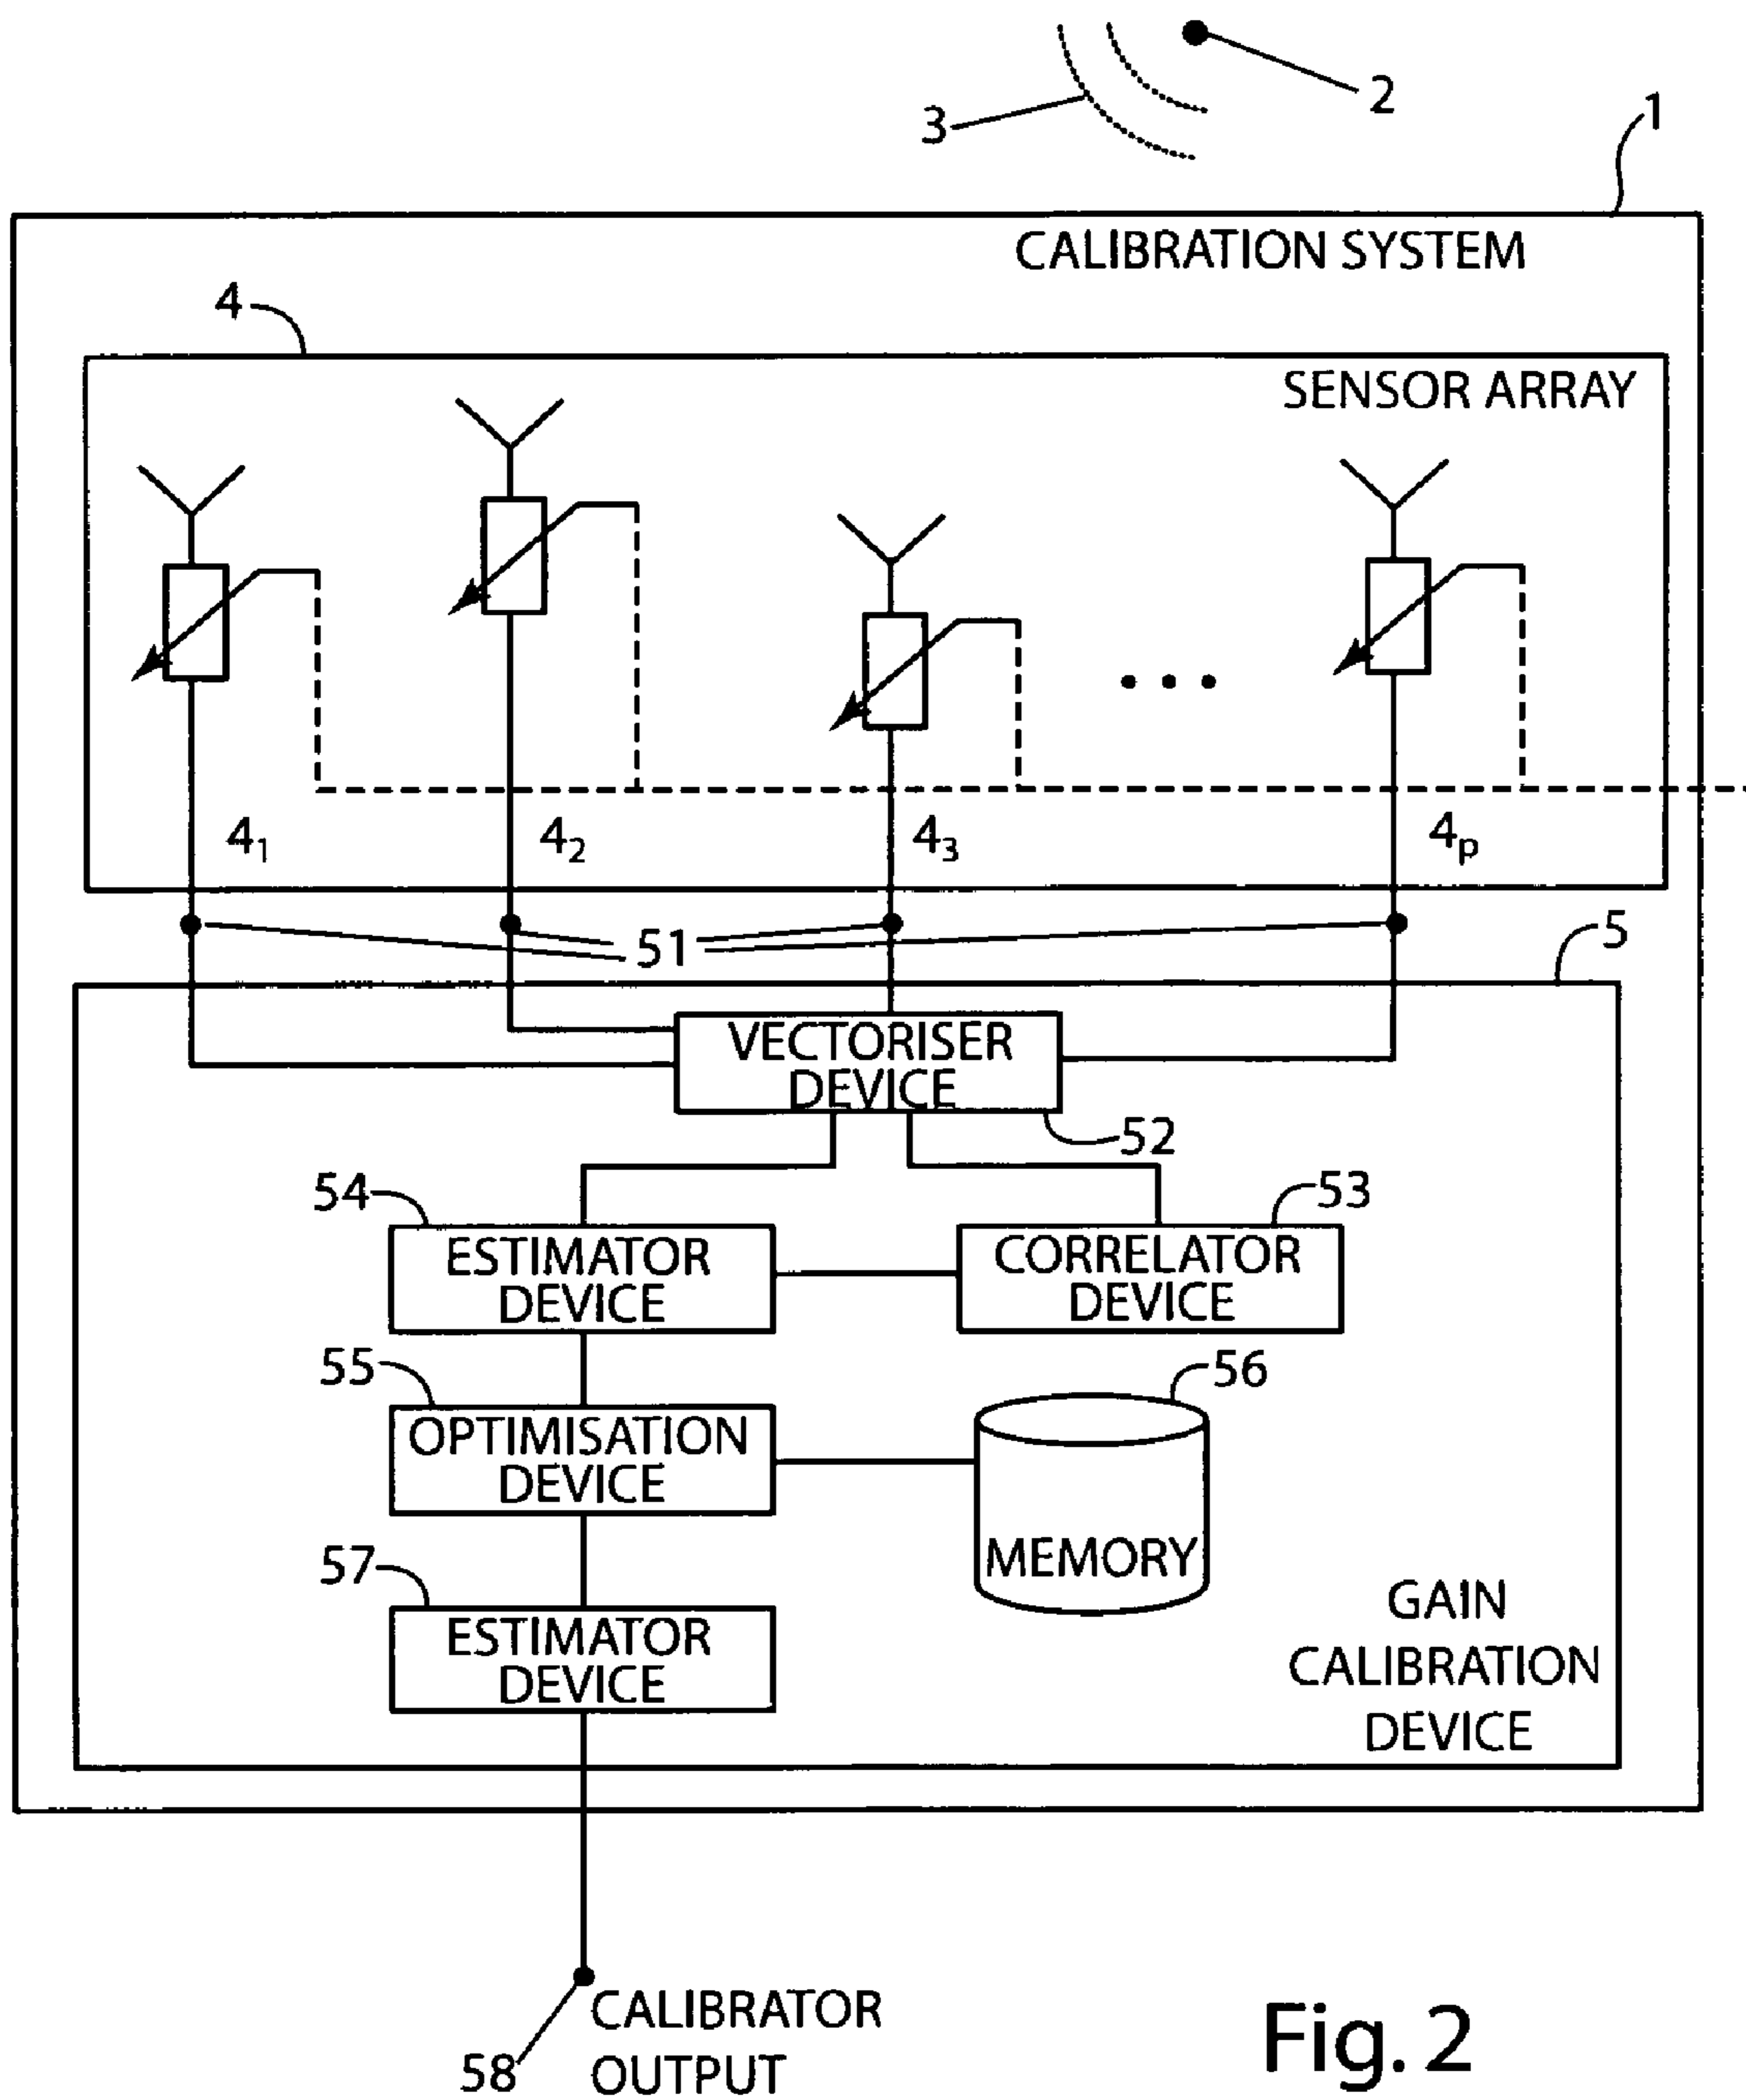 2
3
1
CALIBRATION SYSTEM
4
SENSOR ARRAY
4₁ 4₂ 4₃ 4ₚ
51
5
VECTORISER
DEVICE
52
54
53
ESTIMATOR
DEVICE
CORRELATOR
DEVICE
55
56
OPTIMISATION
DEVICE
MEMORY
57
ESTIMATOR
DEVICE
GAIN
CALIBRATION
DEVICE
58
CALIBRATOR
OUTPUT
Fig. 2